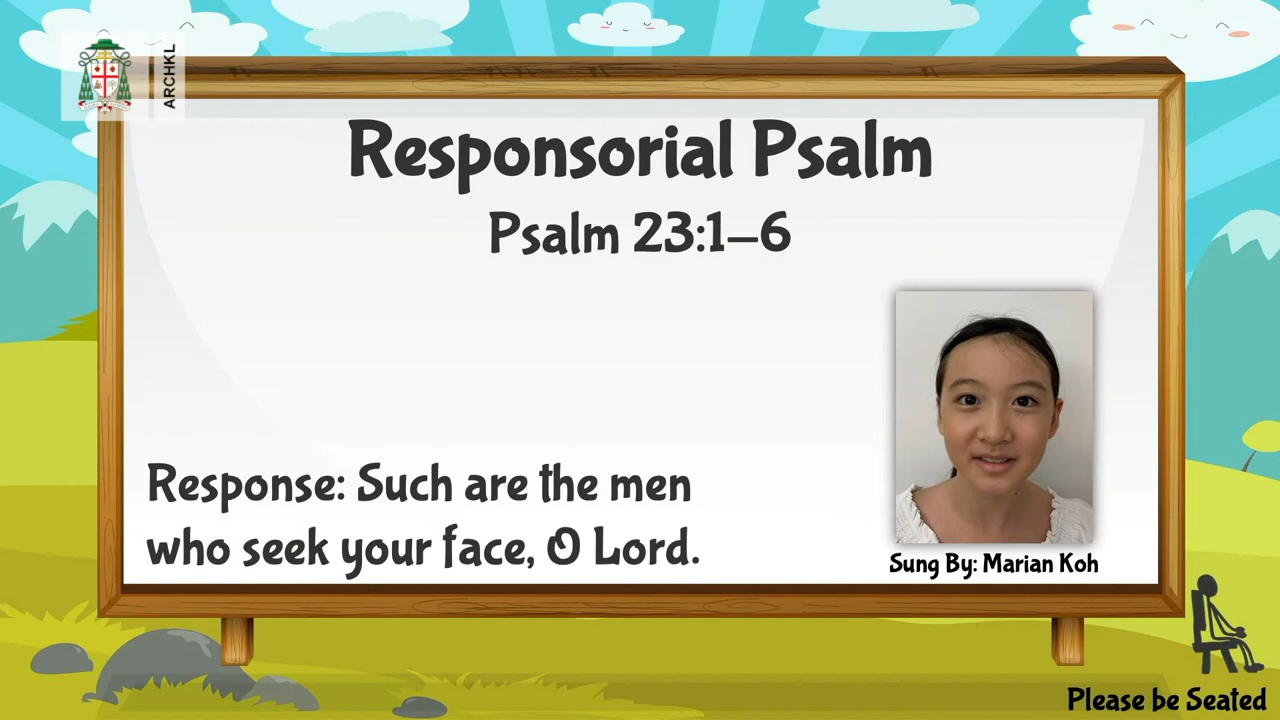 ARCHKL
Responsorial Psalm
Psalm 23:1–6
Response: Such are the men
who seek your face, O Lord.
Sung By: Marian Koh
Please be Seated